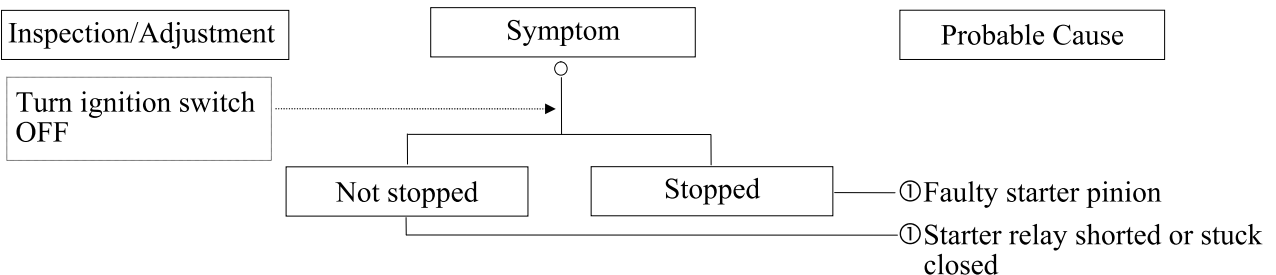 Inspection/Adjustment
Symptom
Probable Cause
Turn ignition switch
OFF
Not stopped
Stopped
①Faulty starter pinion
①Starter relay shorted or stuck
closed